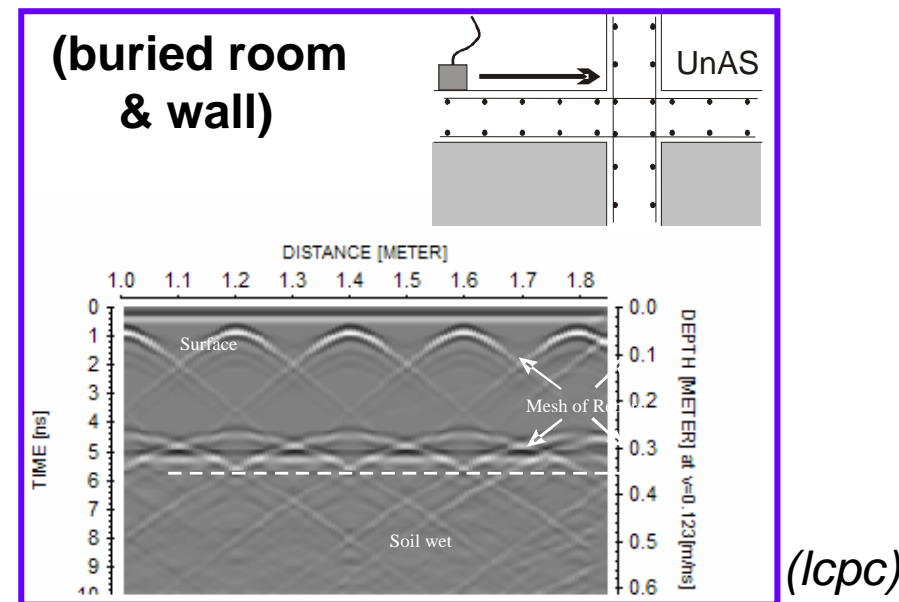 (buried room
& wall)
UnAS
DISTANCE [METER]
1.0 1.1 1.2 1.3 1.4 1.5 1.6 1.7 1.8
0
1
2
3
4
5
6
7
8
9
TIME [ns]
Surface
Mesh of
Soil wet
0.0
0.1
0.2
0.3
0.4
0.5
0.6
DEPTH [METER] at v=0.123[m/ns]
(lcpc)